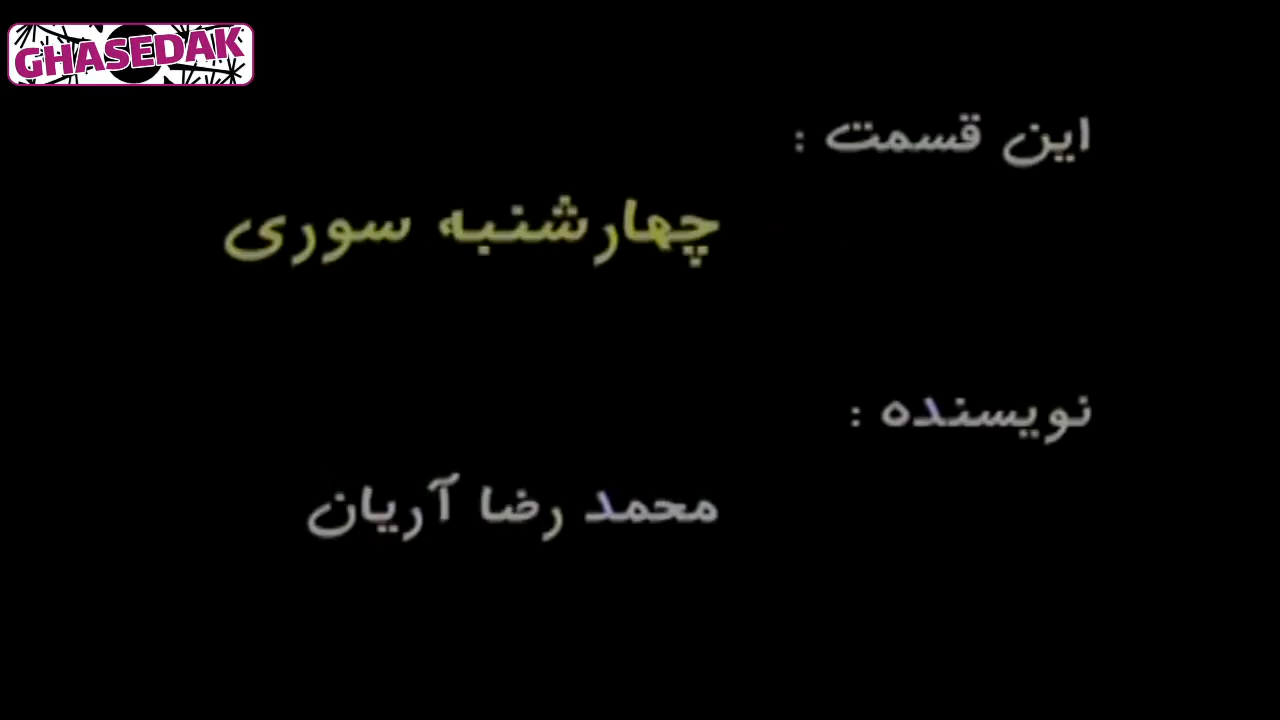 GHASEDAK
این قسمت :
چهارشنبه سوری
نویسنده :
محمد رضا آریان